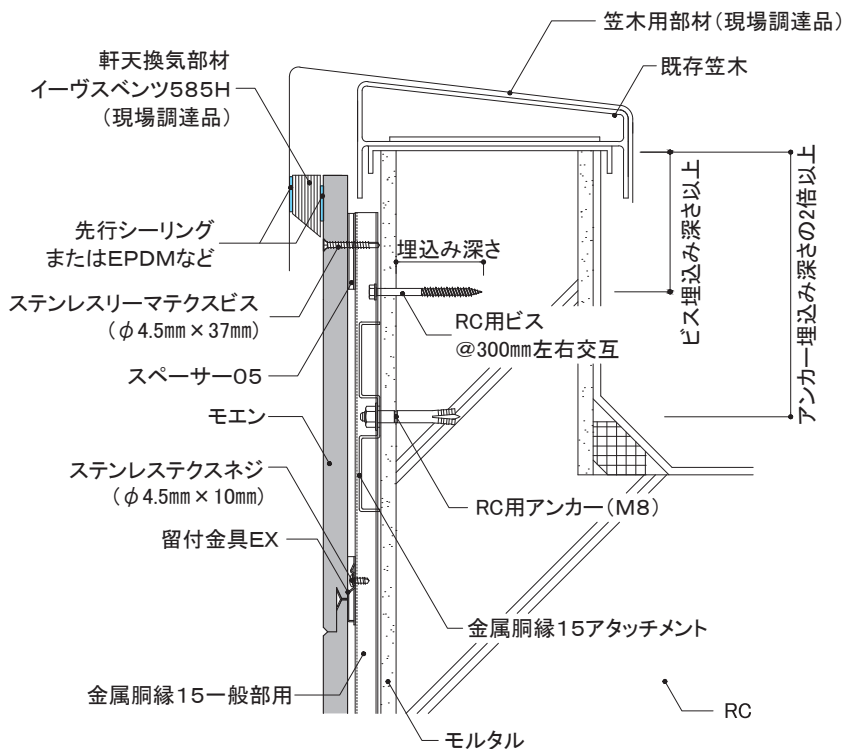 笠木用部材（現場調達品）
既存笠木
軒天換気部材
イーヴスベンツ585H
（現場調達品）
先行シーリング
またはEPDMなど
ステンレスリーマテクスビス
（φ4.5mm×37mm）
スペーサー05
モエン
ステンレステクスネジ
（φ4.5mm×10mm）
留付金具EX
金属胴縁15一般部用
埋込み深さ
RC用ビス
@300mm左右交互
RC用アンカー（M8）
金属胴縁15アタッチメント
モルタル
RC
ビス埋込み深さ以上
アンカー埋込み深さの2倍以上